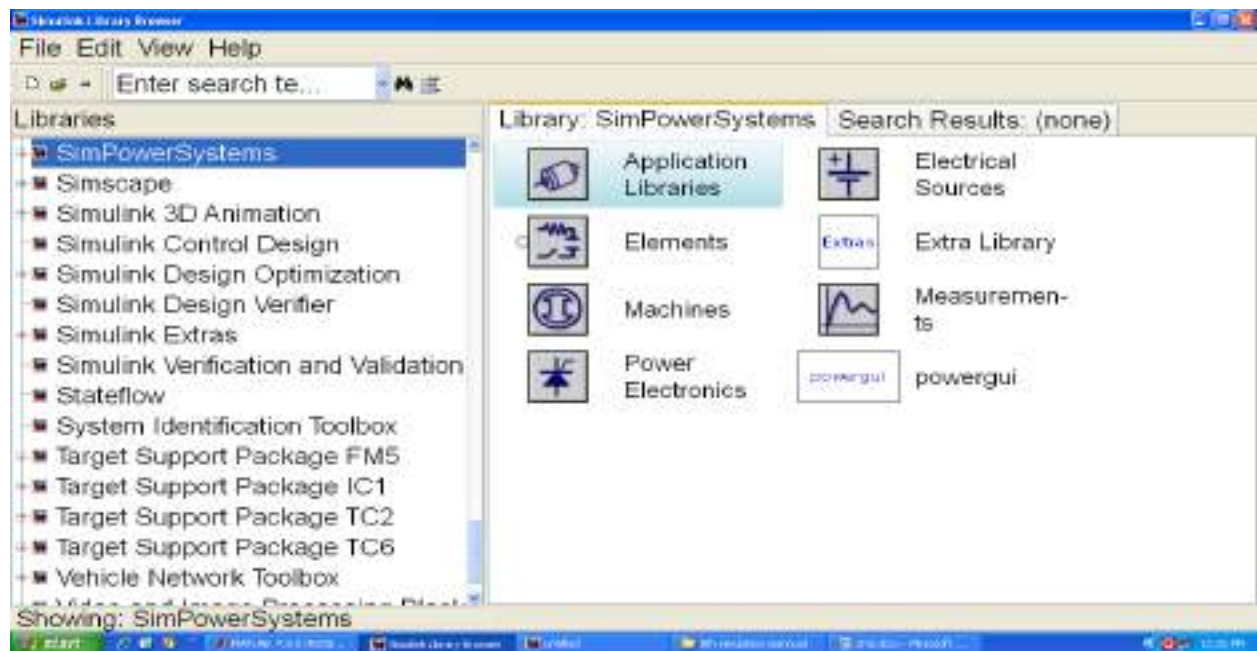 Simulink Library Browser
File Edit View Help
Enter search te...
Libraries
Library: SimPowerSystems
Search Results: (none)
SimPowerSystems
Simscape
Simulink 3D Animation
Simulink Control Design
Simulink Design Optimization
Simulink Design Verifier
Simulink Extras
Simulink Verification and Validation
Stateflow
System Identification Toolbox
Target Support Package FM5
Target Support Package IC1
Target Support Package TC2
Target Support Package TC6
Vehicle Network Toolbox
Application
Libraries
Electrical
Sources
Elements
Extras
Extra Library
Machines
Measuremen-
ts
Power
Electronics
powergui
powergui
Showing: SimPowerSystems
start
Simulink Library Browser
untitled